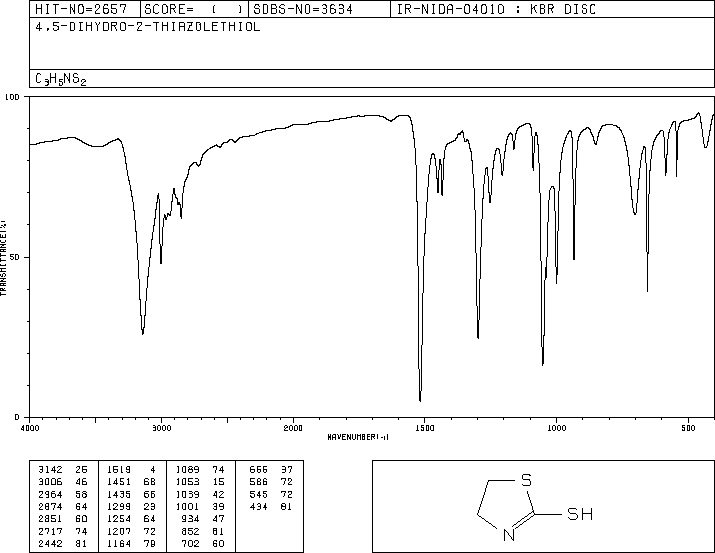 HIT-NO=2657 SCORE= ( ) SDBS-NO=3634 IR-NIDA-04010 : KBR DISC
4,5-DIHYDRO-2-THIAZOLETHIOL
C3H5NS2
100
50
0
TRANSMITTANCE(%)
4000 3000 2000 1500 1000 500
WAVENUMBER(-1)
3142 25 1519 4 1089 74 655 37
3006 46 1451 68 1053 15 586 72
2964 58 1435 66 1039 42 545 72
2874 64 1299 23 1001 39 434 81
2851 60 1254 64 934 47
2717 74 1207 72 852 81
2442 81 1164 79 702 60
S
SH
N